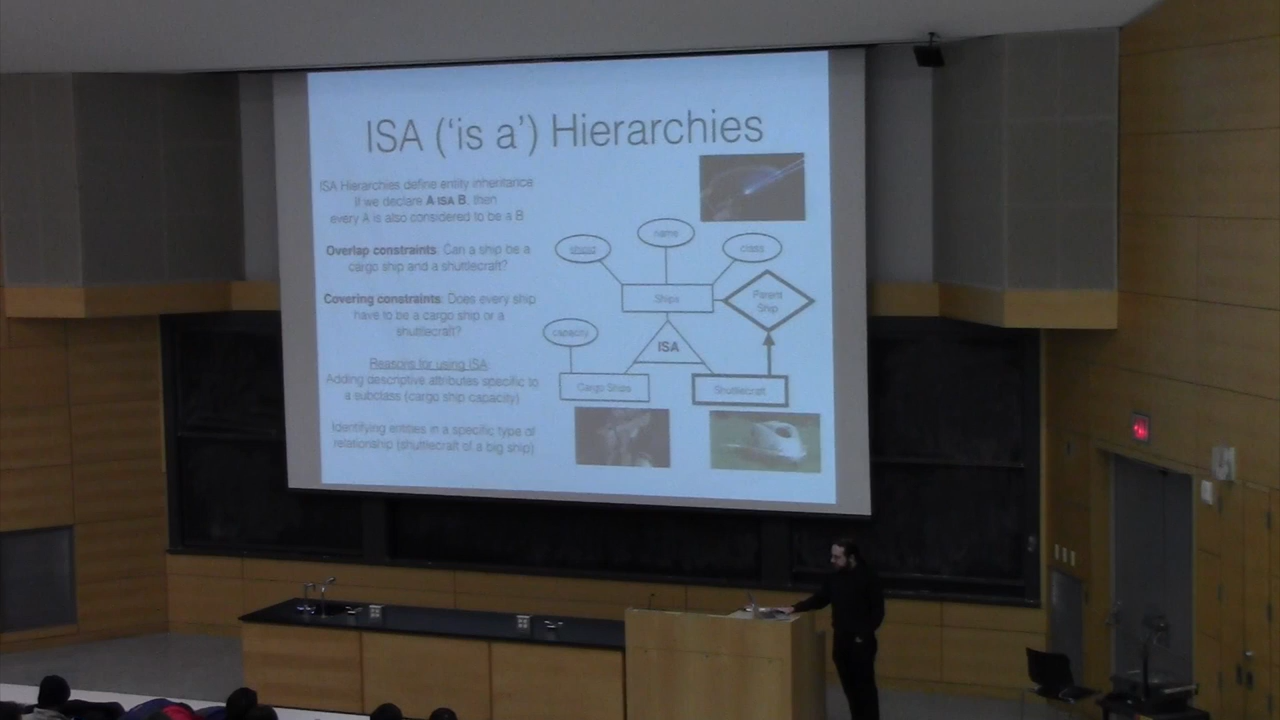 ISA ('is a') Hierarchies
ISA Hierarchies define entity inheritance
If we declare A ISA B, then
every A is also considered to be a B
Overlap constraints: Can a ship be a
cargo ship and a shuttlecraft?
Covering constraints: Does every ship
have to be a cargo ship or a
shuttlecraft?
Reasons for using ISA
Adding descriptive attributes specific to
a subclass (cargo ship capacity)
Identifying entities in a specific type of
relationship (shuttlecraft of a big ship)
name
shipid
class
Ships
Parent
Ship
capacity
ISA
Cargo Ships
Shuttlecraft